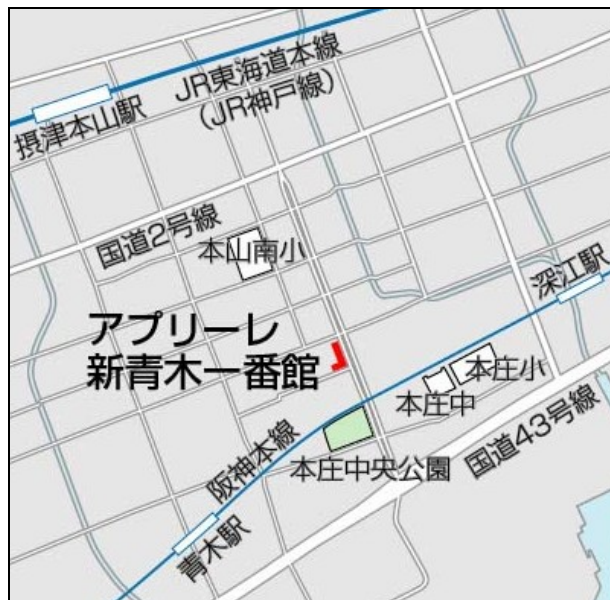 JR東海道本線
（JR神戸線）
摂津本山駅
国道2号線
本山南小
深江駅
アプリーレ
新青木一番館
本庄小
本庄中
国道43号線
阪神本線
本庄中央公園
青木駅